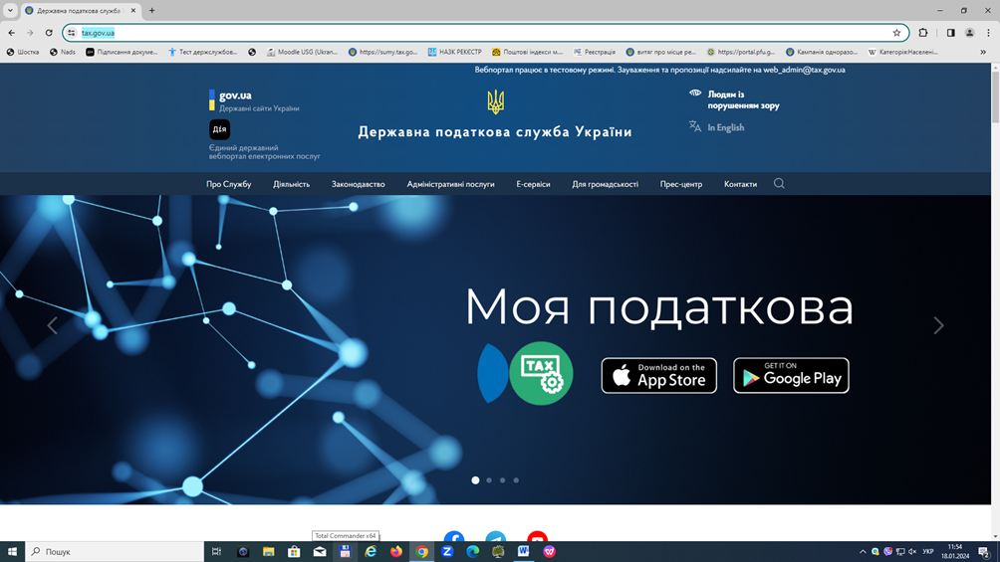 Державна податкова служба
tax.gov.ua
Шостка
Nads
Підписання докуме...
Тест держслужбов...
Moodle USG (Ukran...
https://sumy.tax.go...
НАЗК РЕКЄСТР
Поштові індекси м...
Реєстрація
витяг про місце ре...
https://portal.pfu.g...
Кампанія одноразо...
Категорія:Населені...
»
Вебпортал працює в тестовому режимі. Зауваження та пропозиції надсилайте на web_admin@tax.gov.ua
gov.ua
Державні сайти України
Дія
Єдиний державний
вебпортал електронних послуг
Державна податкова служба України
Людям із
порушенням зору
In English
Про Службу
Діяльність
Законодавство
Адміністративні послуги
Е-сервіси
Для громадськості
Прес-центр
Контакти
Моя податкова
TAX
Download on the
App Store
GET IT ON
Google Play
Total Commander x64
Пошук
УКР
11:54
18.01.2024
2